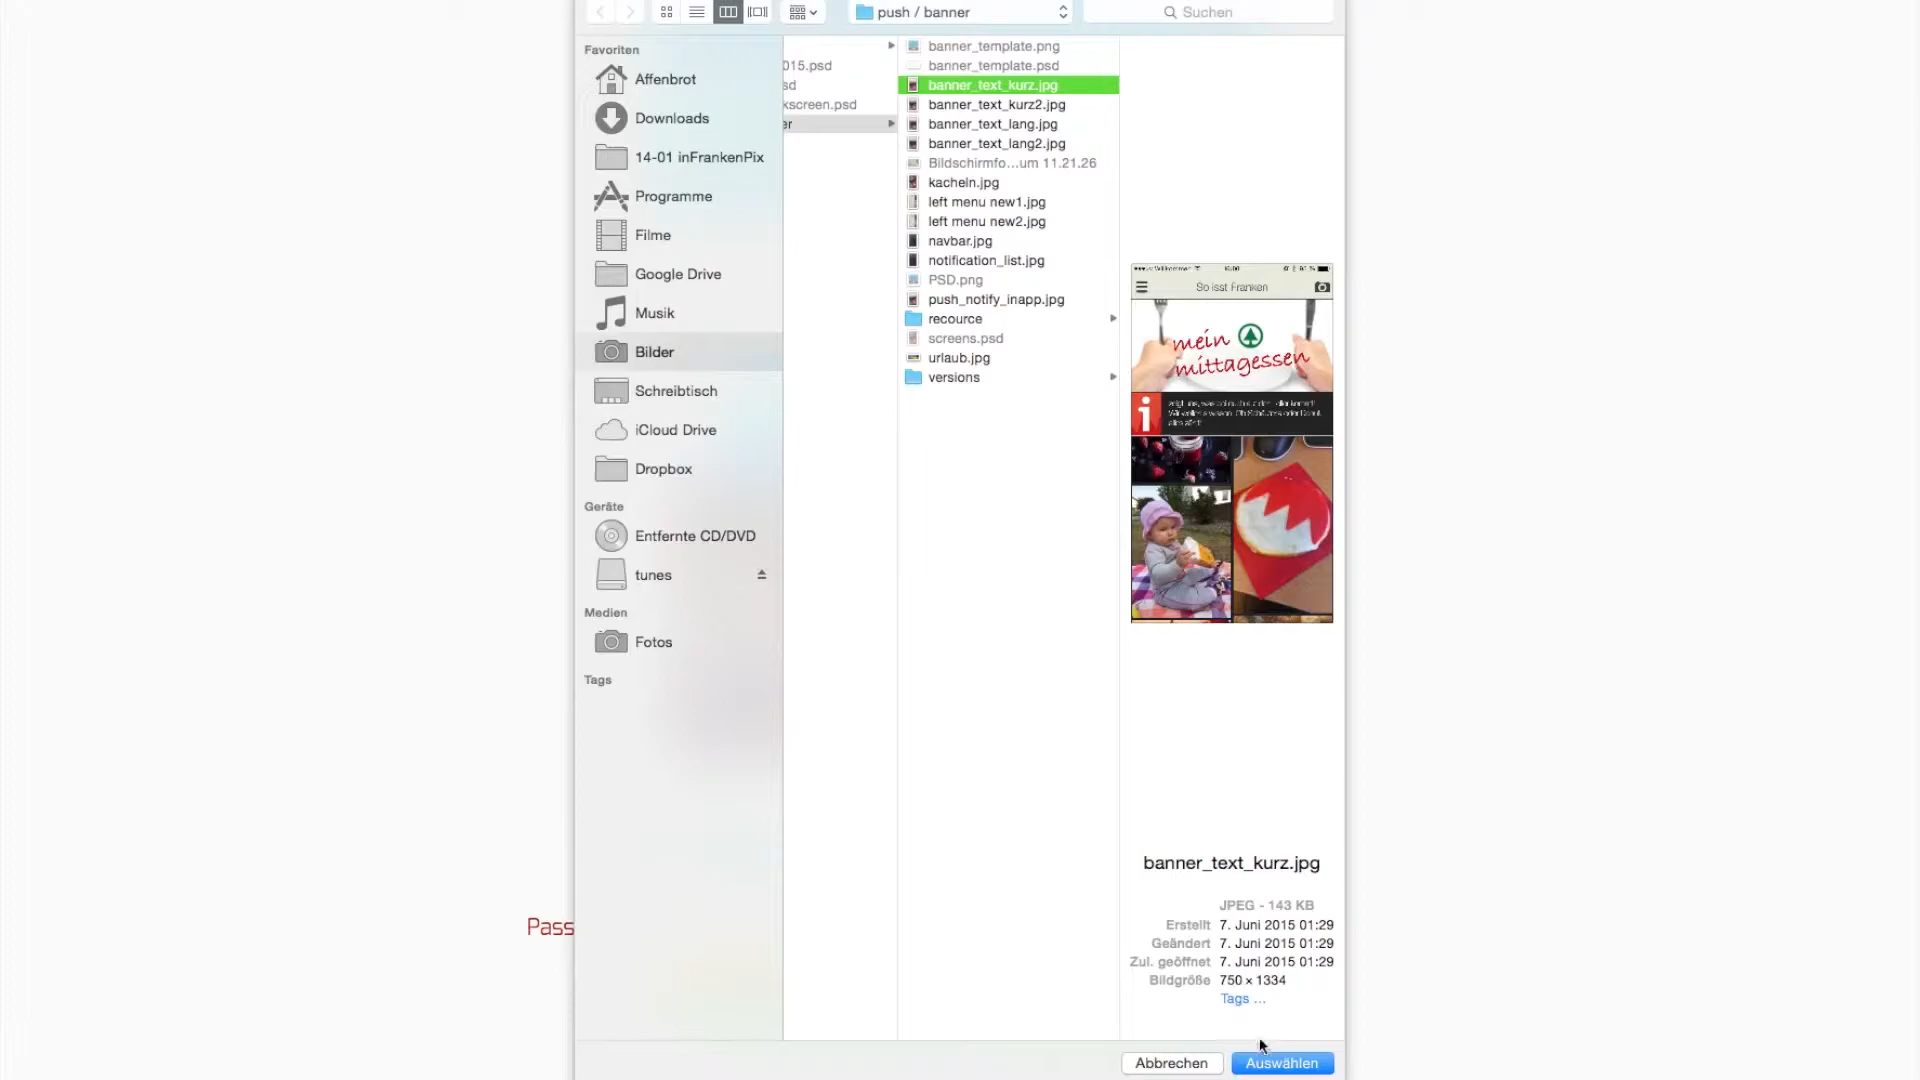 push / banner
Suchen
Favoriten
Affenbrot
Downloads
14-01 inFrankenPix
Programme
Filme
Google Drive
Musik
Bilder
Schreibtisch
iCloud Drive
Dropbox
Geräte
Entfernte CD/DVD
tunes
Medien
Fotos
Tags
015.psd
sd
kscreen.psd
er
banner_template.png
banner_template.psd
banner_text_kurz.jpg
banner_text_kurz2.jpg
banner_text_lang.jpg
banner_text_lang2.jpg
Bildschirmfo...um 11.21.26
kacheln.jpg
left menu new1.jpg
left menu new2.jpg
navbar.jpg
notification_list.jpg
PSD.png
push_notify_inapp.jpg
recource
screens.psd
urlaub.jpg
versions
So isst Franken
mein
mittagessen
i
banner_text_kurz.jpg
JPEG - 143 KB
Erstellt 7. Juni 2015 01:29
Geändert 7. Juni 2015 01:29
Zul. geöffnet 7. Juni 2015 01:29
Bildgröße 750 × 1334
Tags ...
Pass
Abbrechen
Auswählen